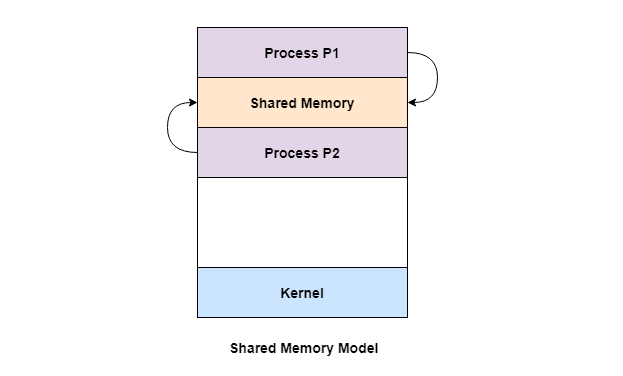 Process P1
Shared Memory
Process P2
Kernel
Shared Memory Model